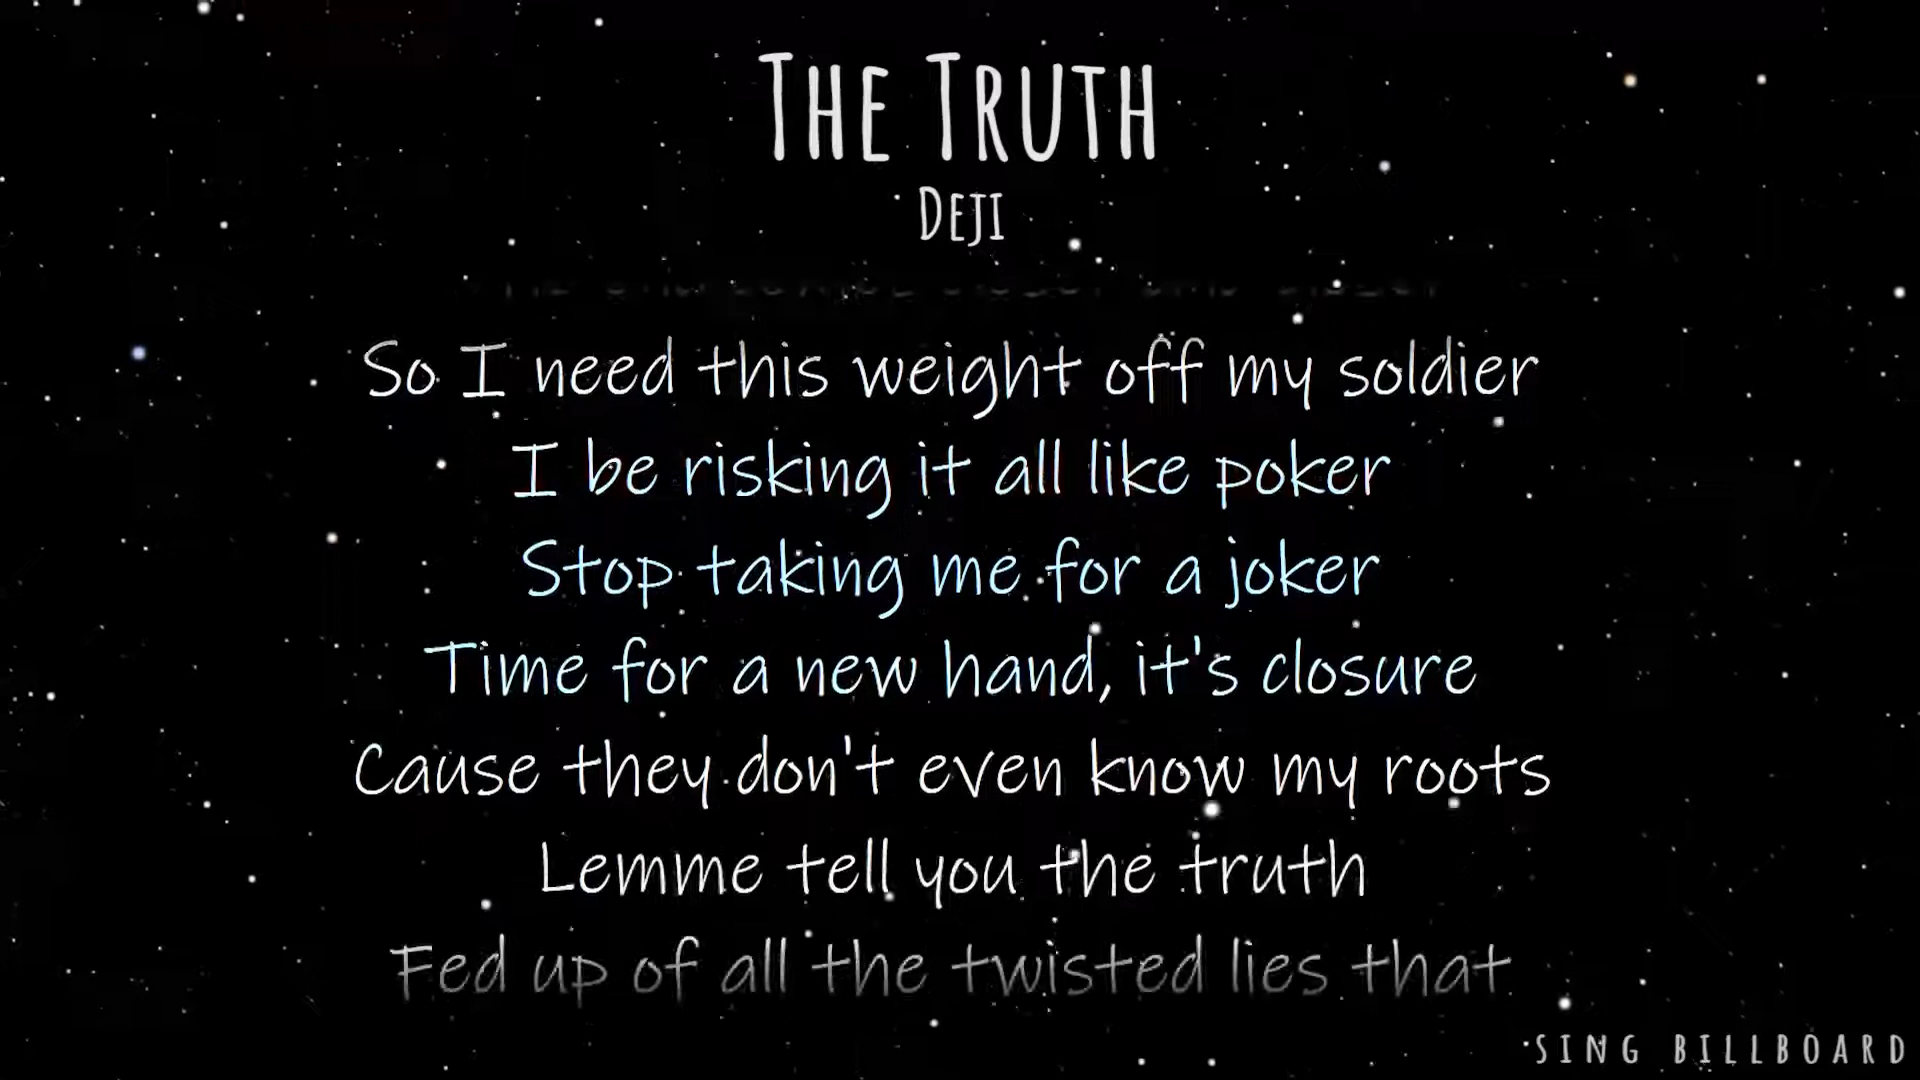 THE TRUTH
DEJI
So I need this weight off my soldier
I be risking it all like poker
Stop taking me for a joker
Time for a new hand, it's closure
Cause they don't even know my roots
Lemme tell you the truth
Fed up of all the twisted lies that
SING BILLBOARD